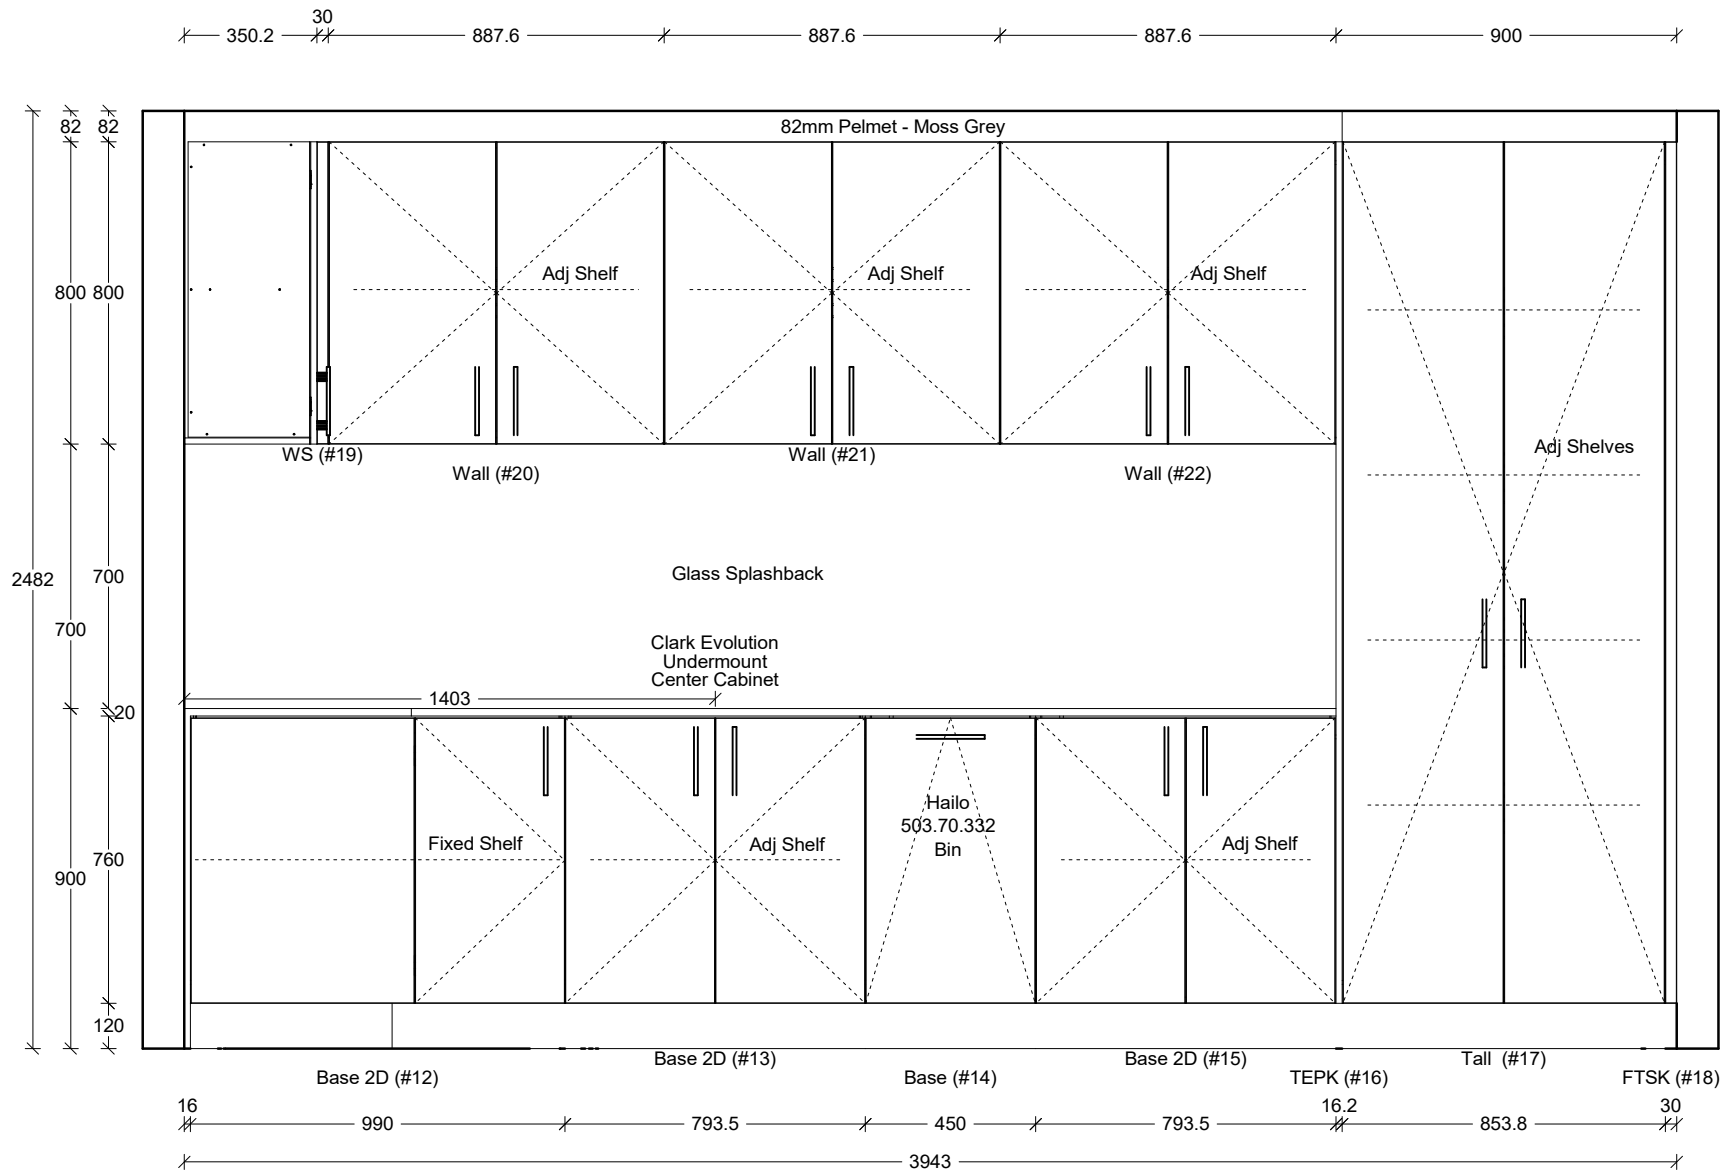 30
350.2 887.6 887.6 887.6 900
82 82
82mm Pelmet - Moss Grey
Adj Shelf Adj Shelf Adj Shelf
800 800
Adj Shelves
WS (#19) Wall (#21)
Wall (#20) Wall (#22)
2482 700
Glass Splashback
700
Clark Evolution
Undermount
Center Cabinet
1403
20
Hailo
503.70.332
Bin
Fixed Shelf Adj Shelf Adj Shelf
760
900
120
Base 2D (#13) Base 2D (#15) Tall (#17)
Base 2D (#12) Base (#14) TEPK (#16) FTSK (#18)
16 16.2 30
990 793.5 450 793.5 853.8
3943